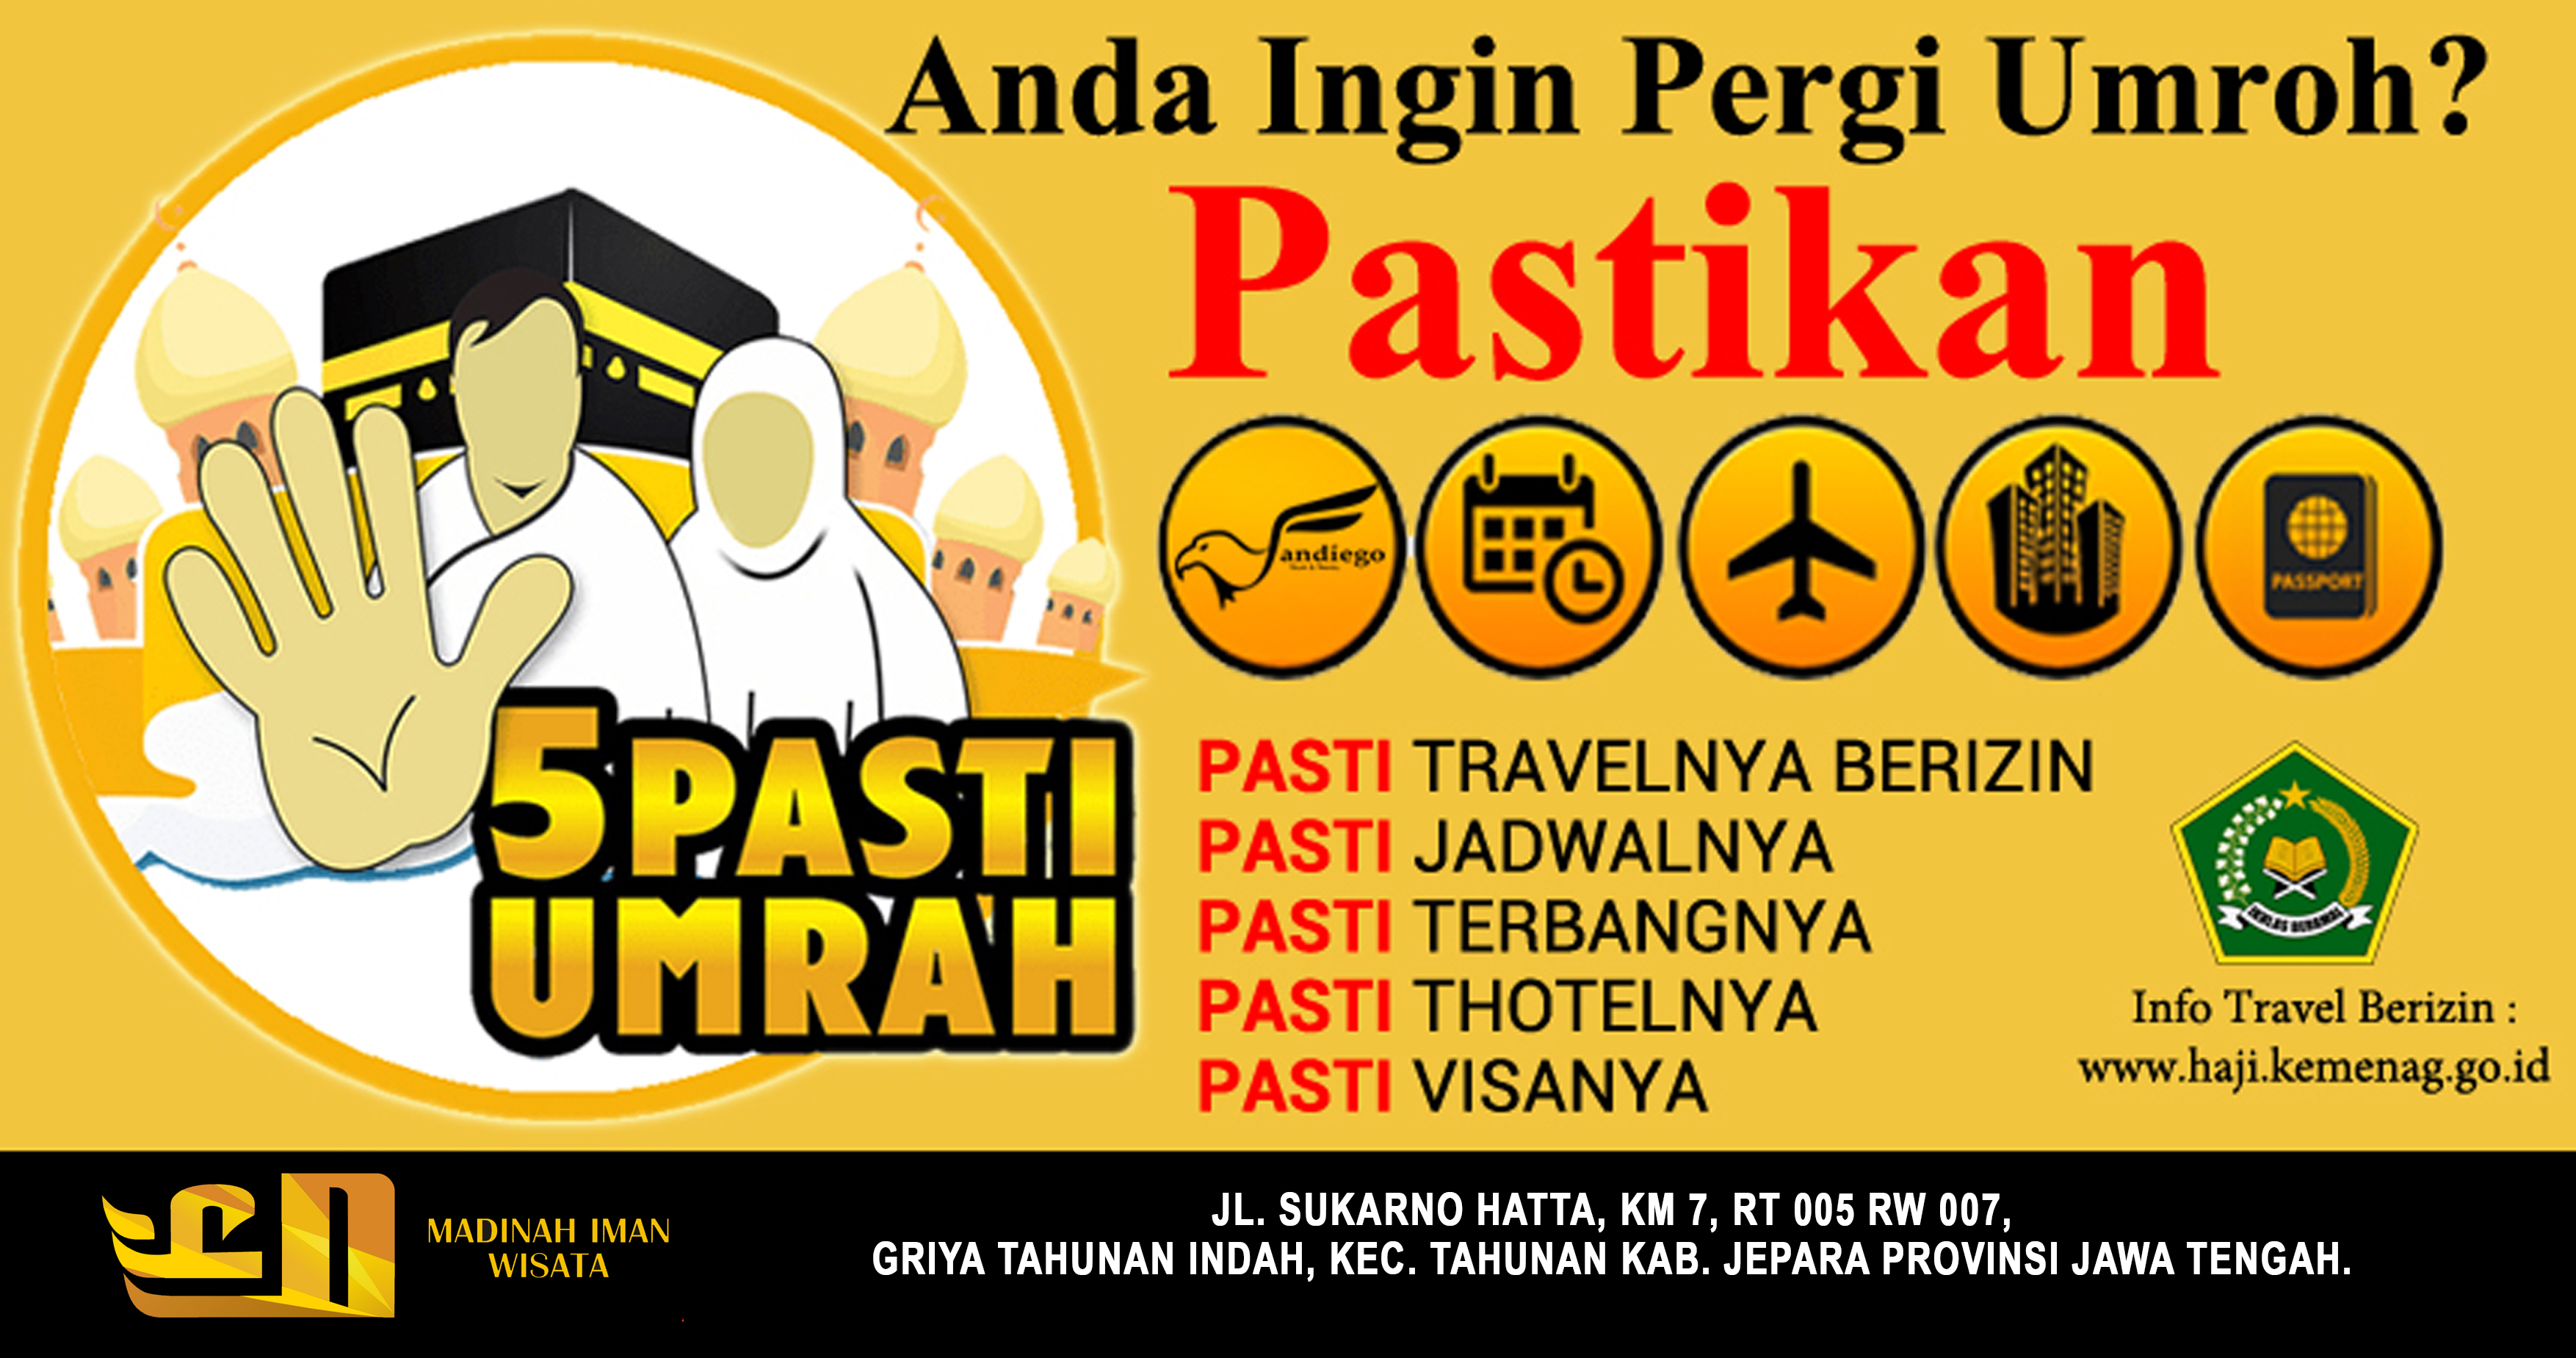 Anda Ingin Pergi Umroh?
Pastikan
andiego
PASSPORT
5 PASTI
UMRAH
PASTI TRAVELNYA BERIZIN
PASTI JADWALNYA
PASTI TERBANGNYA
PASTI THOTELNYA
PASTI VISANYA
IKHLAS BERAMAL
Info Travel Berizin :
www.haji.kemenag.go.id
MADINAH IMAN
WISATA
JL. SUKARNO HATTA, KM 7, RT 005 RW 007,
GRIYA TAHUNAN INDAH, KEC. TAHUNAN KAB. JEPARA PROVINSI JAWA TENGAH.